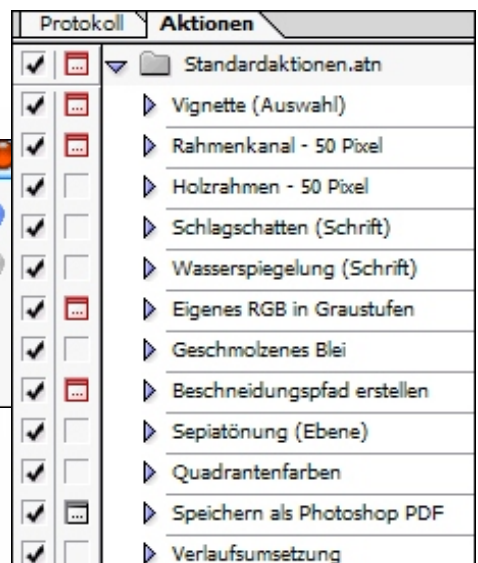 Protokoll Aktionen
Standardaktionen.atn
Vignette (Auswahl)
Rahmenkanal - 50 Pixel
Holzrahmen - 50 Pixel
Schlagschatten (Schrift)
Wasserspiegelung (Schrift)
Eigenes RGB in Graustufen
Geschmolzenes Blei
Beschneidungspfad erstellen
Sepiatönung (Ebene)
Quadrantenfarben
Speichern als Photoshop PDF
Verlaufsumsetzung